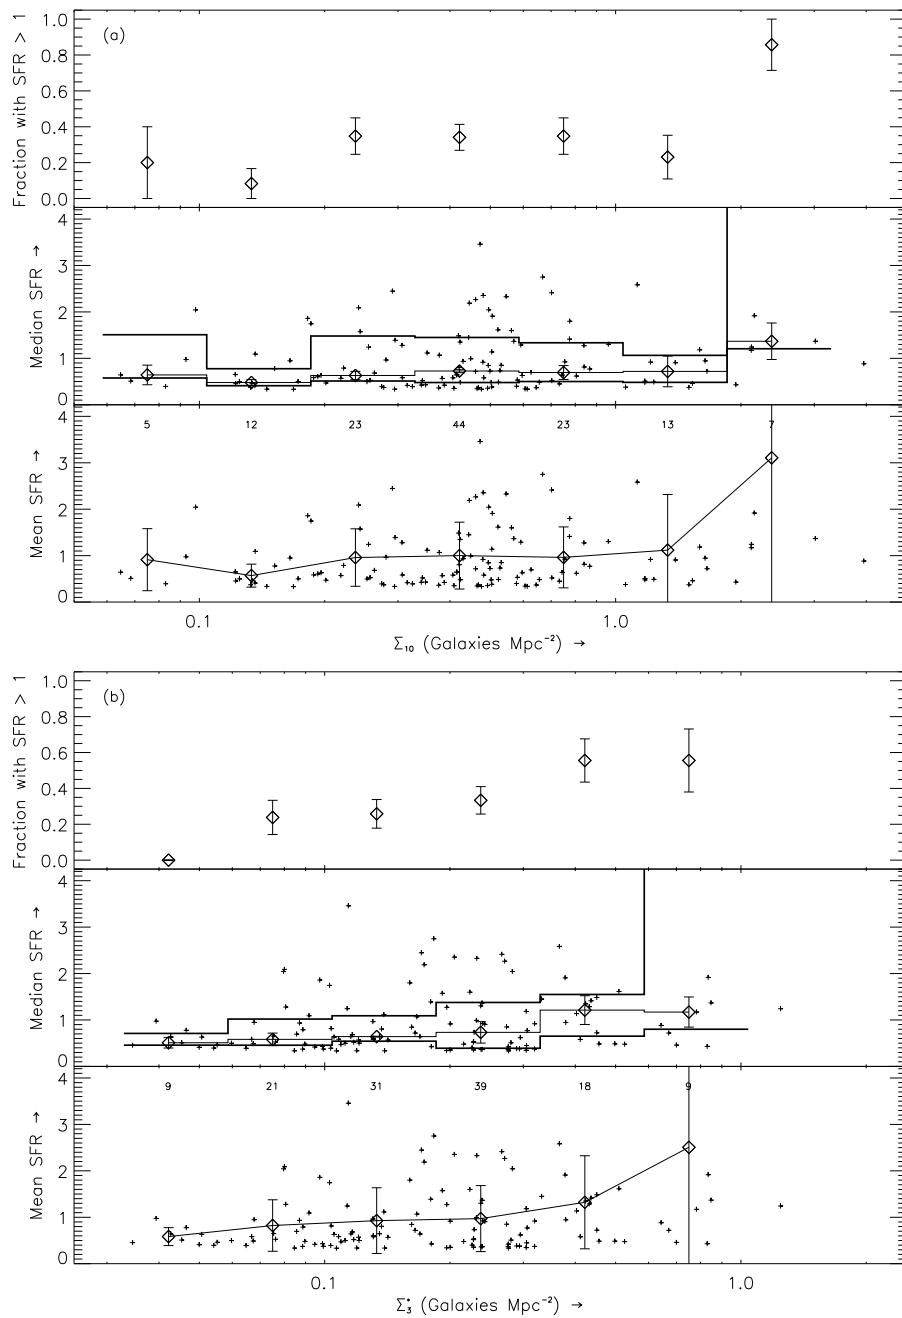 (a)
Fraction with SFR > 1
1.0
0.8
0.6
0.4
0.2
0.0
Median SFR →
4
3
2
1
0
Mean SFR →
4
3
2
1
0
5 12 23 44 23 13 7
0.1 1.0
Σ₁₀ (Galaxies Mpc⁻²) →
(b)
Fraction with SFR > 1
1.0
0.8
0.6
0.4
0.2
0.0
Median SFR →
4
3
2
1
0
Mean SFR →
4
3
2
1
0
9 21 31 39 18 9
0.1 1.0
Σ₃* (Galaxies Mpc⁻²) →